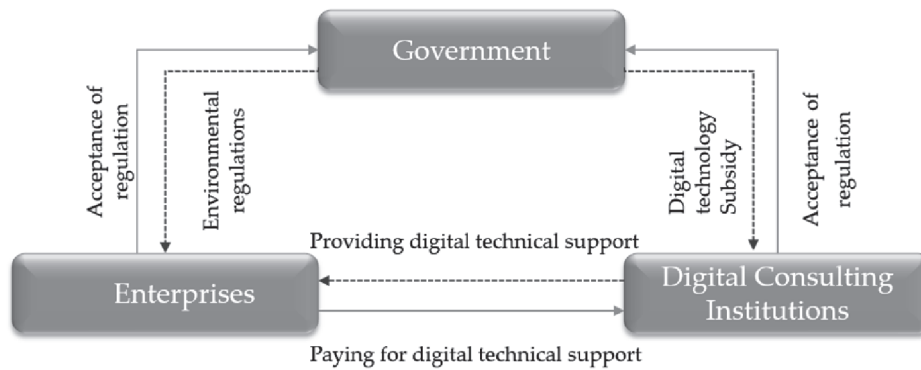 Government
Acceptance of
regulation
Environmental
regulations
Digital
technology
Subsidy
Acceptance of
regulation
Providing digital technical support
Enterprises
Digital Consulting
Institutions
Paying for digital technical support